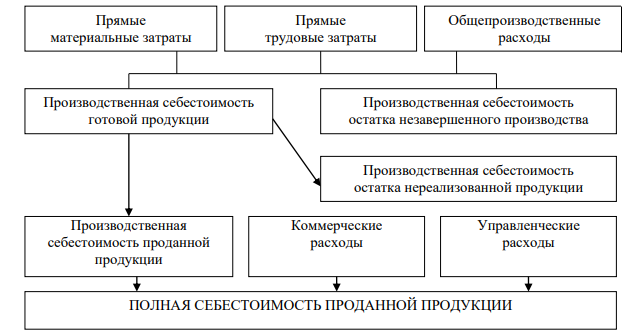 Прямые
материальные затраты
Прямые
трудовые затраты
Общепроизводственные
расходы
Производственная себестоимость
готовой продукции
Производственная себестоимость
остатка незавершенного производства
Производственная себестоимость
остатка нереализованной продукции
Производственная
себестоимость проданной
продукции
Коммерческие
расходы
Управленческие
расходы
ПОЛНАЯ СЕБЕСТОИМОСТЬ ПРОДАННОЙ ПРОДУКЦИИ